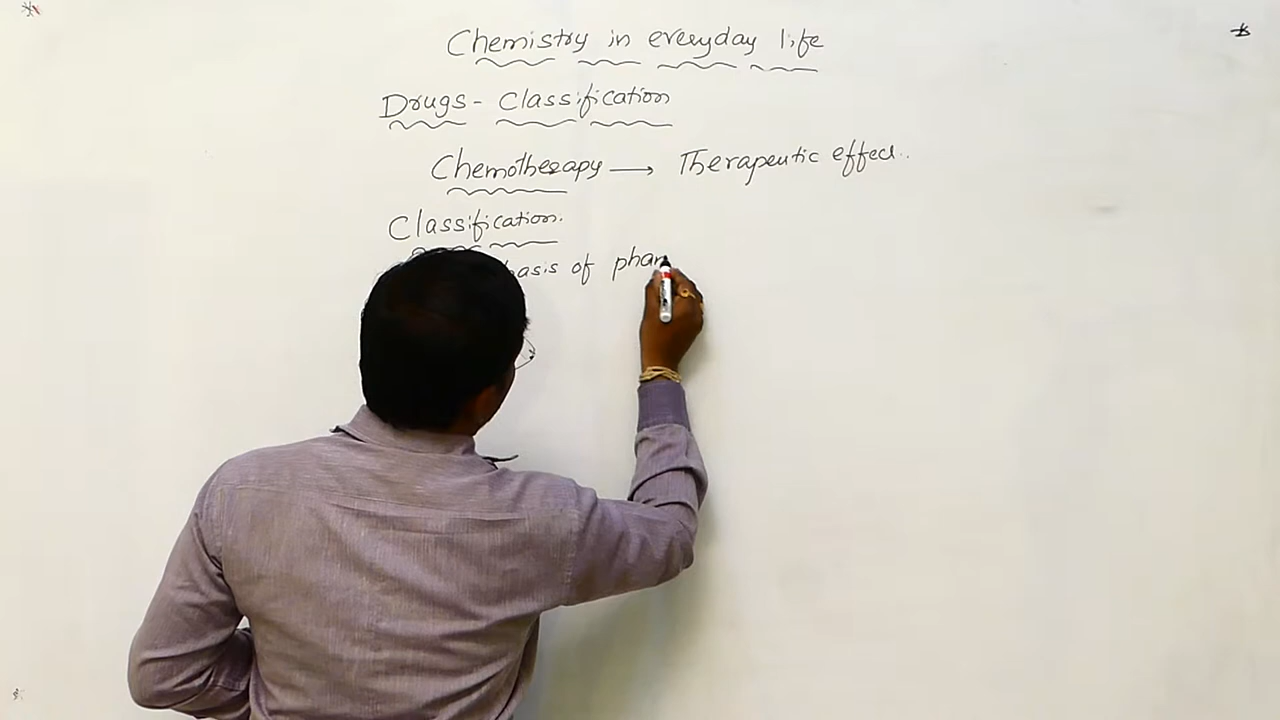 Chemistry in everyday life
Drugs - Classification
Chemotherapy → Therapeutic effect..
Classification.
basis of phar